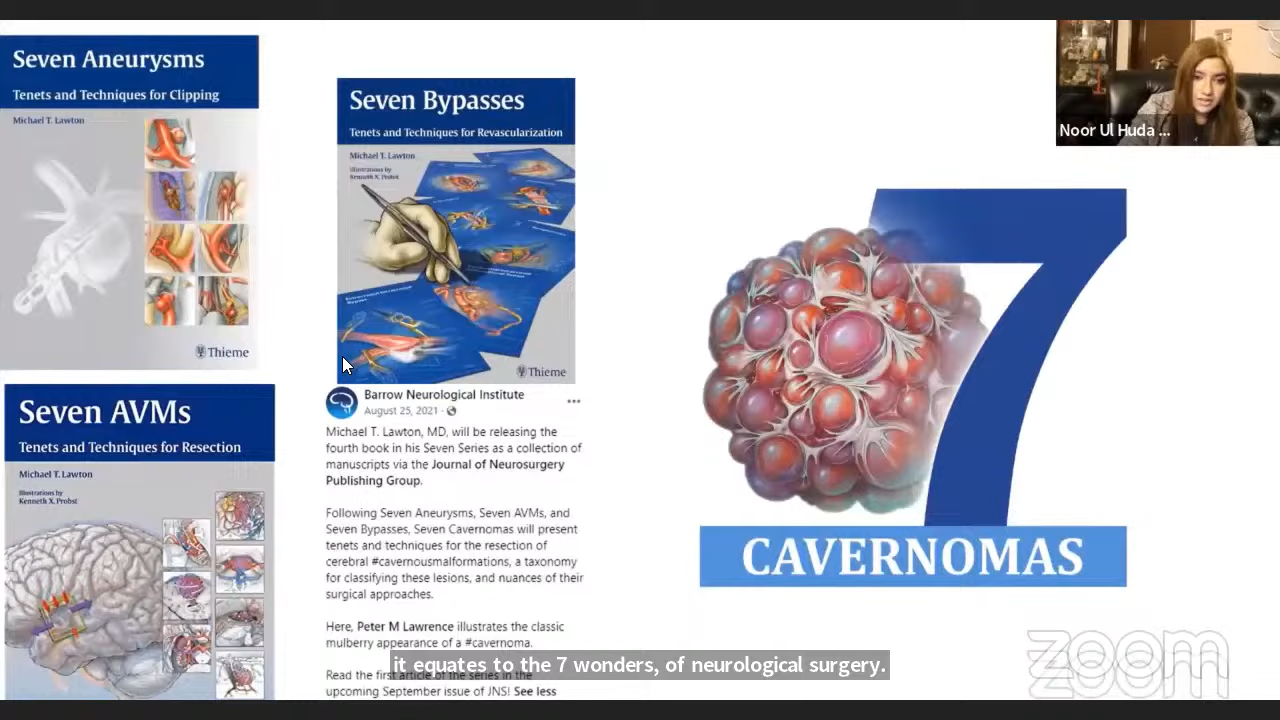 Seven Aneurysms
Tenets and Techniques for Clipping
Michael T. Lawton
Thieme
Seven Bypasses
Tenets and Techniques for Revascularization
Michael T. Lawton
Illustrations by
Kenneth X. Probst
Thieme
Seven AVMs
Tenets and Techniques for Resection
Michael T. Lawton
Illustrations by
Kenneth X. Probst
Barrow Neurological Institute
August 25, 2021 ·
Michael T. Lawton, MD, will be releasing the
fourth book in his Seven Series as a collection of
manuscripts via the Journal of Neurosurgery
Publishing Group.
Following Seven Aneurysms, Seven AVMs, and
Seven Bypasses, Seven Cavernomas will present
tenets and techniques for the resection of
cerebral #cavernousmalformations, a taxonomy
for classifying these lesions, and nuances of their
surgical approaches.
Here, Peter M Lawrence illustrates the classic
mulberry appearance of a #cavernoma.
Read the first article of the series in the
upcoming September issue of JNS! See less
7
CAVERNOMAS
Noor Ul Huda ...
it equates to the 7 wonders, of neurological surgery.
zoom